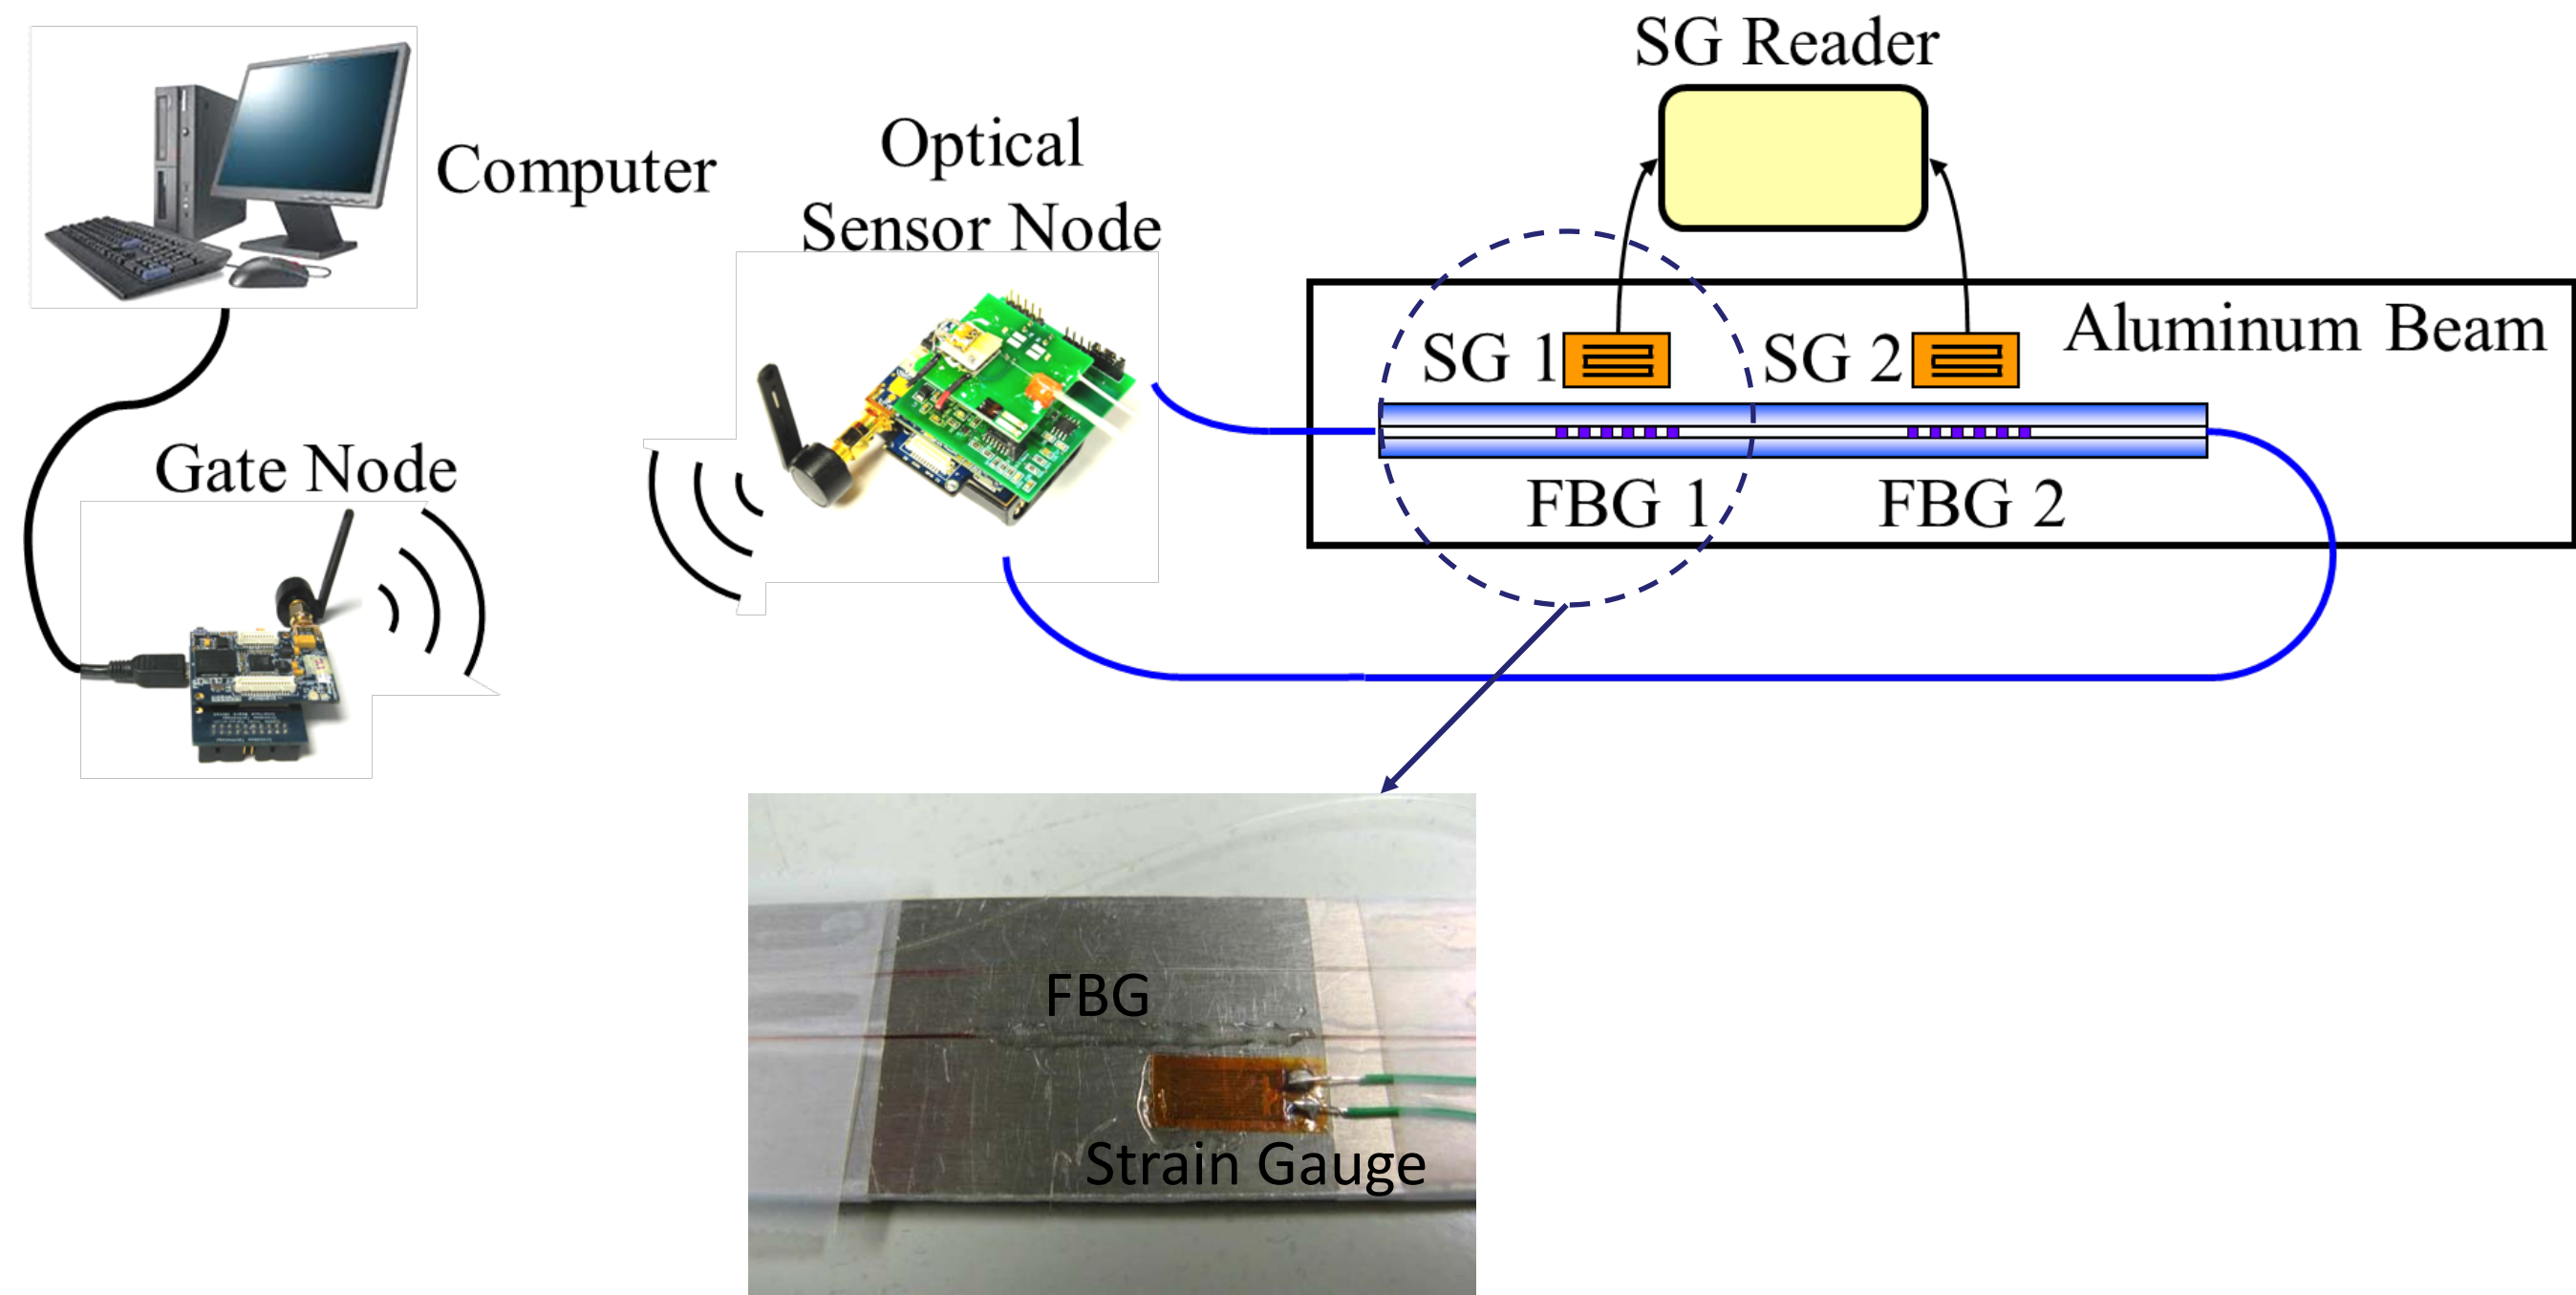 SG Reader
Computer
Optical
Sensor Node
SG 1
SG 2
Aluminum Beam
Gate Node
FBG 1
FBG 2
FBG
Strain Gauge